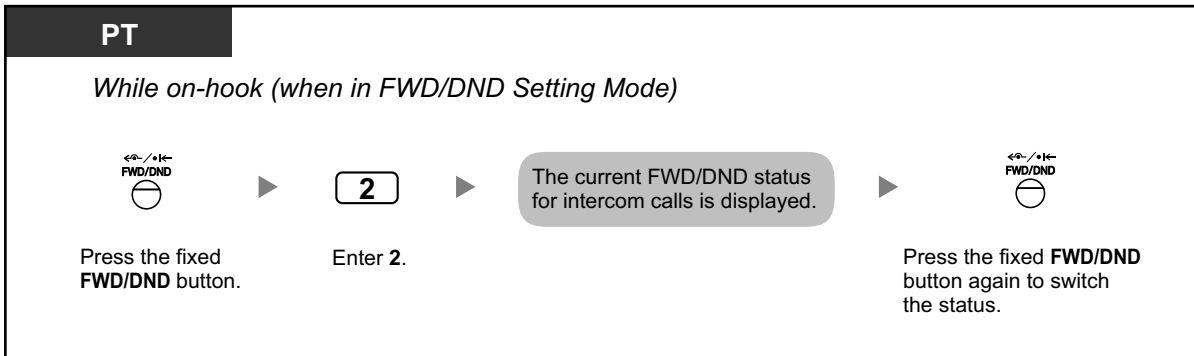 PT
While on-hook (when in FWD/DND Setting Mode)
FWD/DND
2
The current FWD/DND status
for intercom calls is displayed.
FWD/DND
Press the fixed
FWD/DND button.
Enter 2.
Press the fixed FWD/DND
button again to switch
the status.